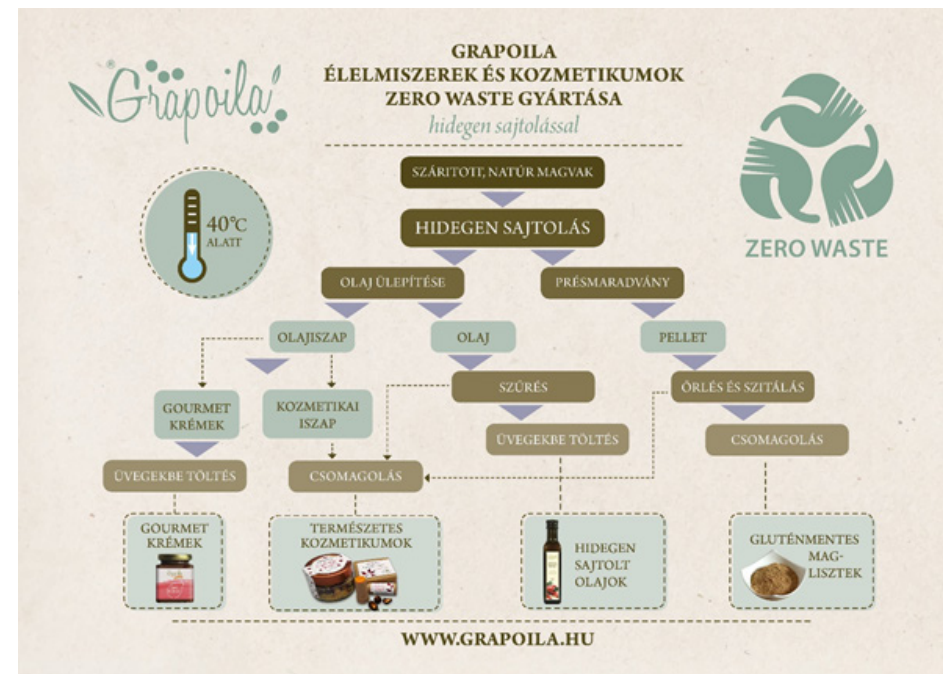 GRAPOILA
ÉLELMISZEREK ÉS KOZMETIKUMOK
ZERO WASTE GYÁRTÁSA
hidegen sajtolással
Grapoila
ZERO WASTE
40°C
ALATT
SZÁRITOTT, NATÚR MAGVAK
HIDEGEN SAJTOLÁS
OLAJ ÜLEPÍTÉSE
PRÉSMARADVÁNY
OLAJISZAP
OLAJ
PELLET
SZŰRÉS
ŐRLÉS ÉS SZITÁLÁS
GOURMET
KRÉMEK
KOZMETIKAI
ISZAP
ÜVEGEKBE TÖLTÉS
CSOMAGOLÁS
ÜVEGEKBE TÖLTÉS
CSOMAGOLÁS
GOURMET
KRÉMEK
TERMÉSZETES
KOZMETIKUMOK
HIDEGEN
SAJTOLT
OLAJOK
GLUTÉNMENTES
MAG-
LISZTEK
WWW.GRAPOILA.HU